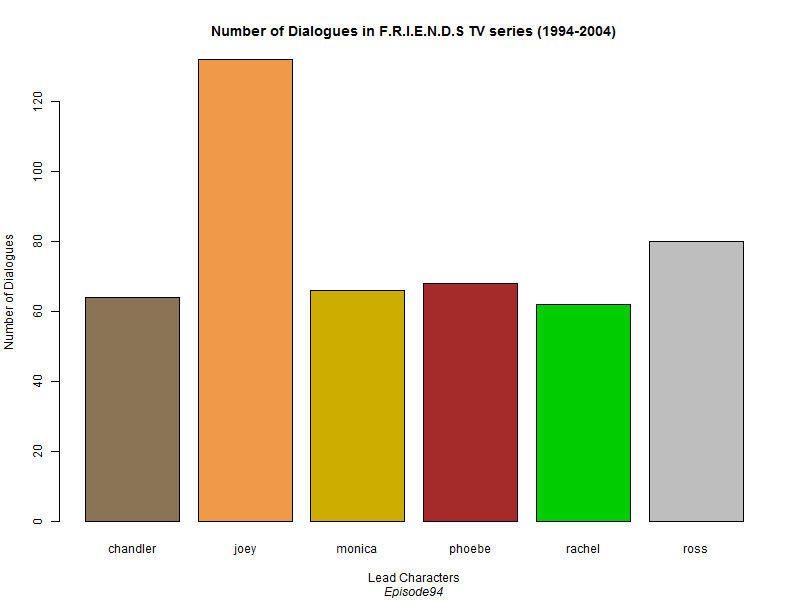 Number of Dialogues in F.R.I.E.N.D.S TV series (1994-2004)
Number of Dialogues
120
100
80
60
40
20
0
chandler joey monica phoebe rachel ross
Lead Characters
Episode94